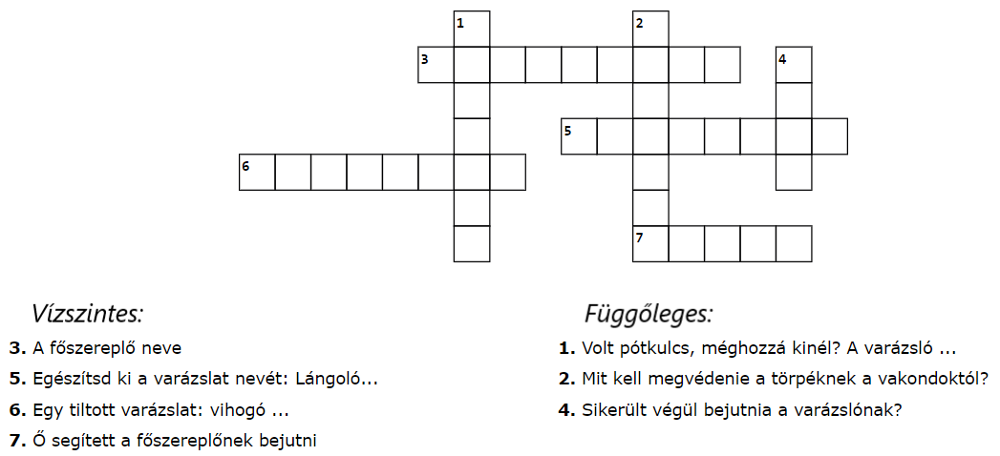 1 2
3 4
5
6
7
Vízszintes:
3. A főszereplő neve
5. Egészítsd ki a varázslat nevét: Lángoló...
6. Egy tiltott varázslat: vihogó ...
7. Ő segített a főszereplőnek bejutni
Függőleges:
1. Volt pótkulcs, méghozzá kinél? A varázsló ...
2. Mit kell megvédenie a törpéknek a vakondoktól?
4. Sikerült végül bejutnia a varázslónak?